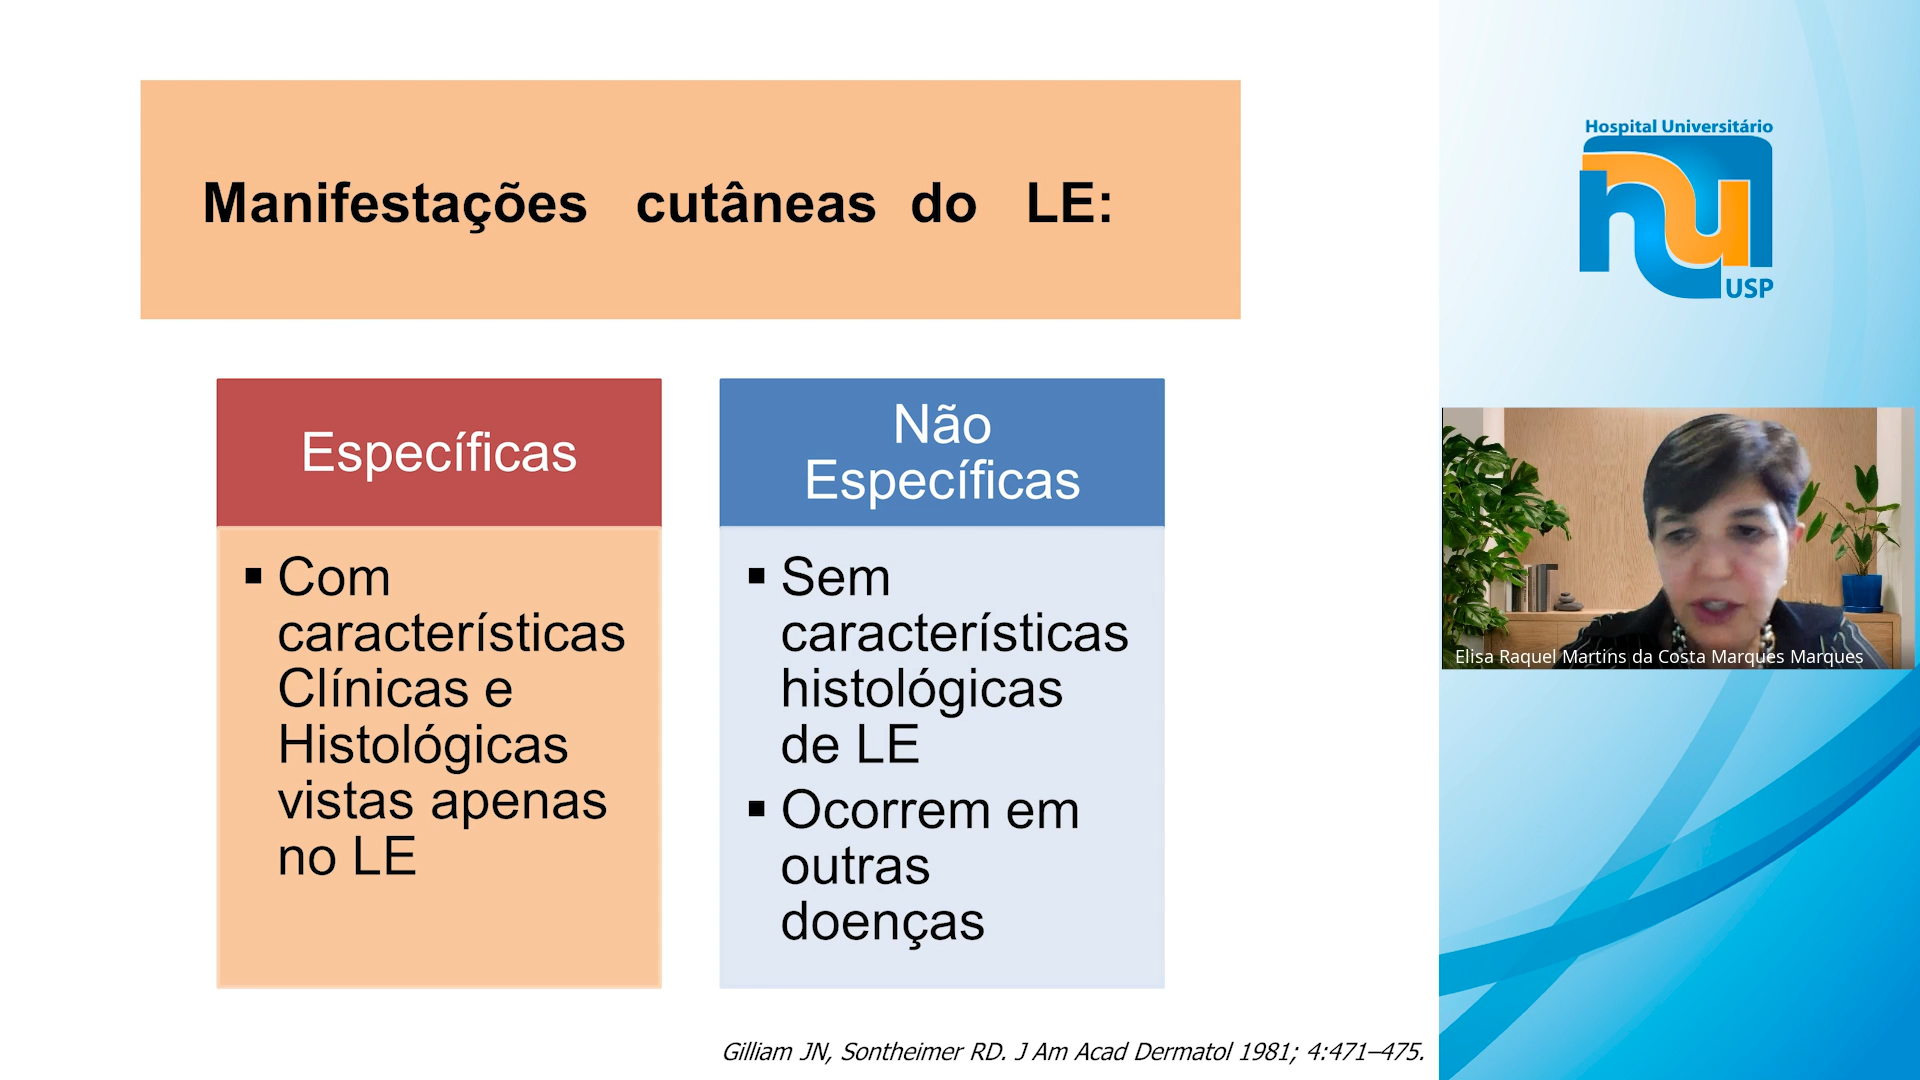 Manifestações cutâneas do LE:
Específicas
▪ Com
características
Clínicas e
Histológicas
vistas apenas
no LE
Não
Específicas
▪ Sem
características
histológicas
de LE
▪ Ocorrem em
outras
doenças
Gilliam JN, Sontheimer RD. J Am Acad Dermatol 1981; 4:471–475.
Hospital Universitário
hu
USP
Elisa Raquel Martins da Costa Marques Marques